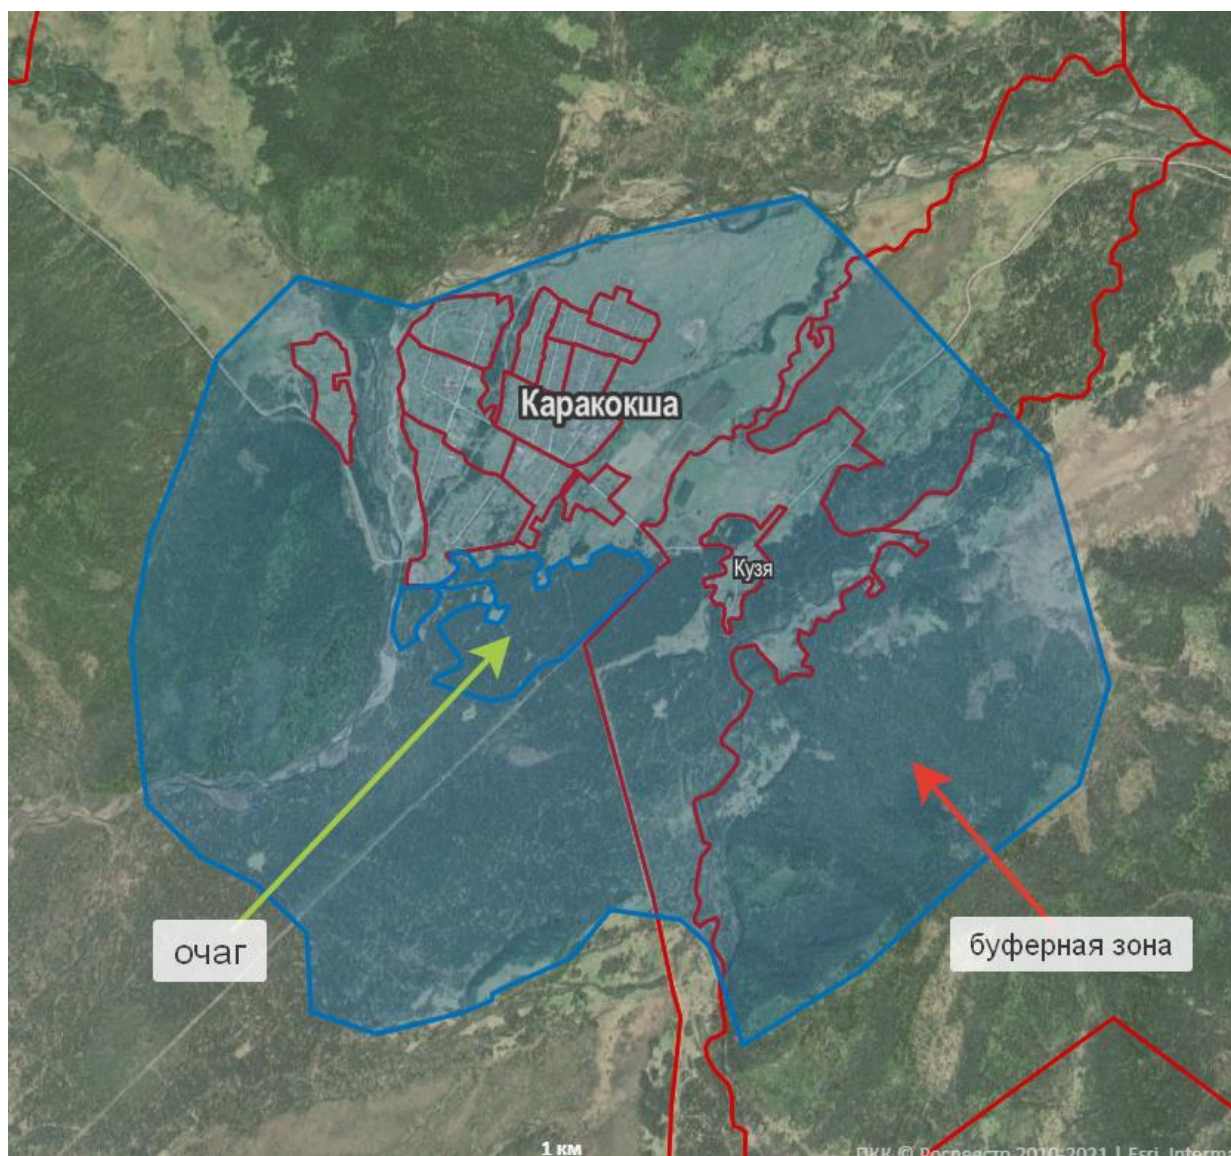 Каракокша
Кузя
очаг
буферная зона
1 км
ПКК © Росреестр 2010-2021 | Esri, Interm